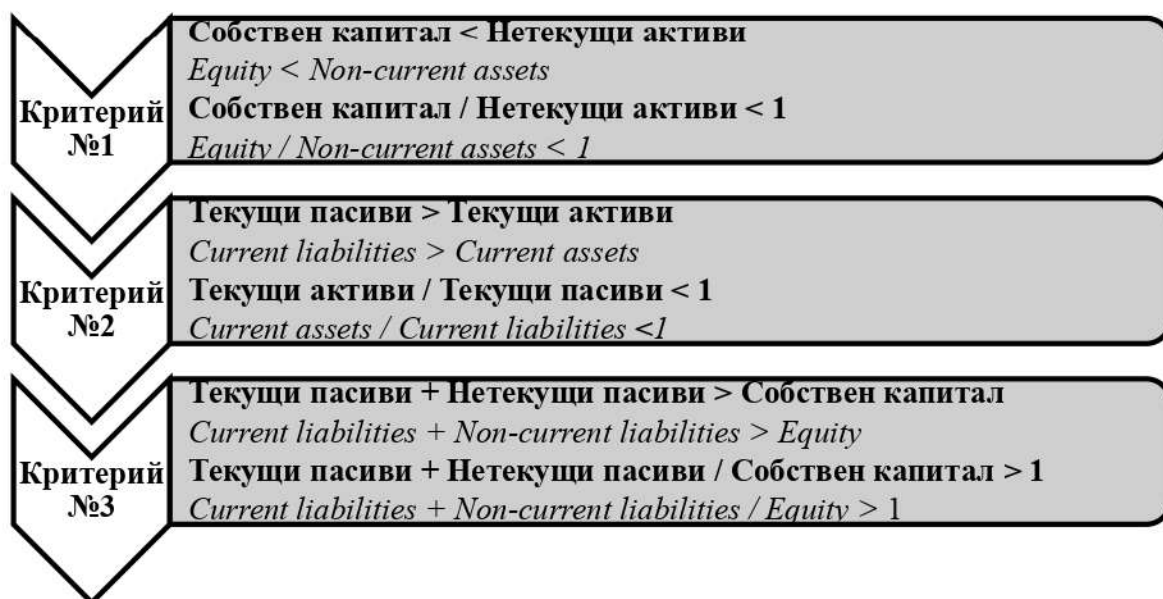 Критерий
№1
Собствен капитал < Нетекущи активи
Equity < Non-current assets
Собствен капитал / Нетекущи активи < 1
Equity / Non-current assets < 1
Критерий
№2
Текущи пасиви > Текущи активи
Current liabilities > Current assets
Текущи активи / Текущи пасиви < 1
Current assets / Current liabilities <1
Критерий
№3
Текущи пасиви + Нетекущи пасиви > Собствен капитал
Current liabilities + Non-current liabilities > Equity
Текущи пасиви + Нетекущи пасиви / Собствен капитал > 1
Current liabilities + Non-current liabilities / Equity > 1